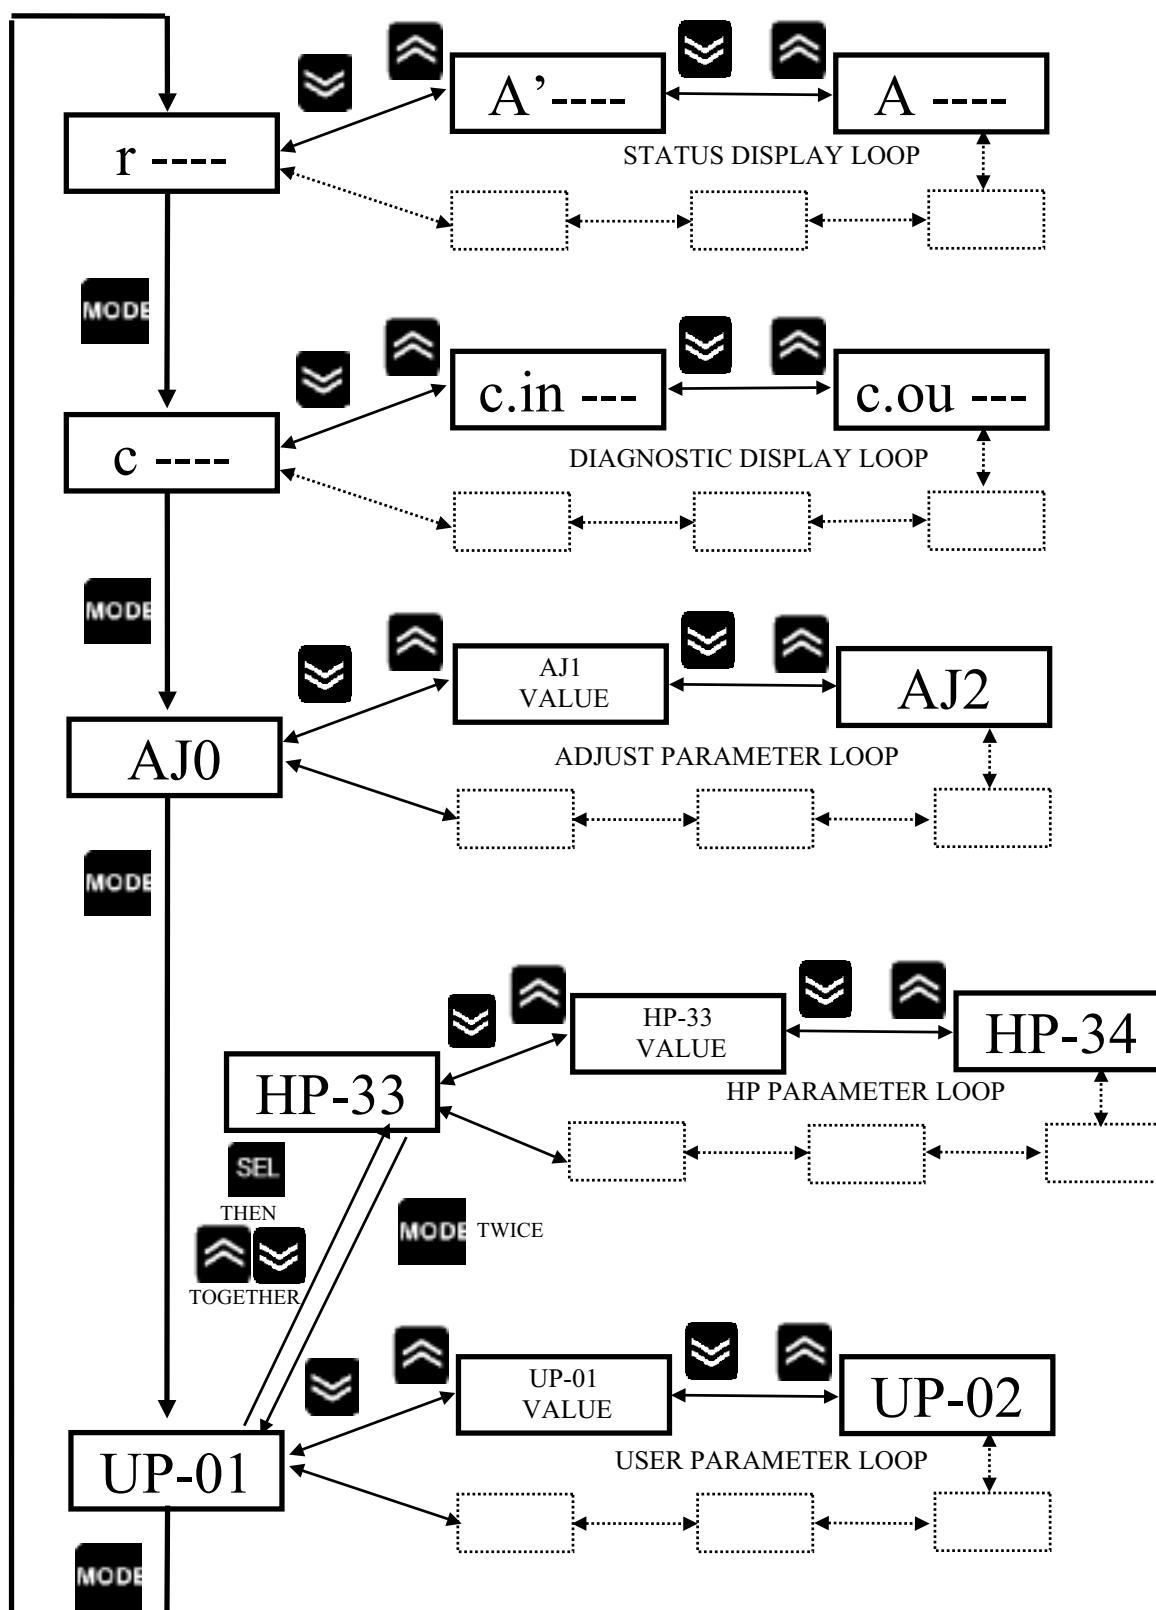 A’----
A ----
r ----
STATUS DISPLAY LOOP
MODE
c.in ---
c.ou ---
c ----
DIAGNOSTIC DISPLAY LOOP
MODE
AJ1
VALUE
AJ2
AJ0
ADJUST PARAMETER LOOP
MODE
HP-33
VALUE
HP-34
HP-33
HP PARAMETER LOOP
SEL
THEN
MODE TWICE
TOGETHER
UP-01
VALUE
UP-02
UP-01
USER PARAMETER LOOP
MODE